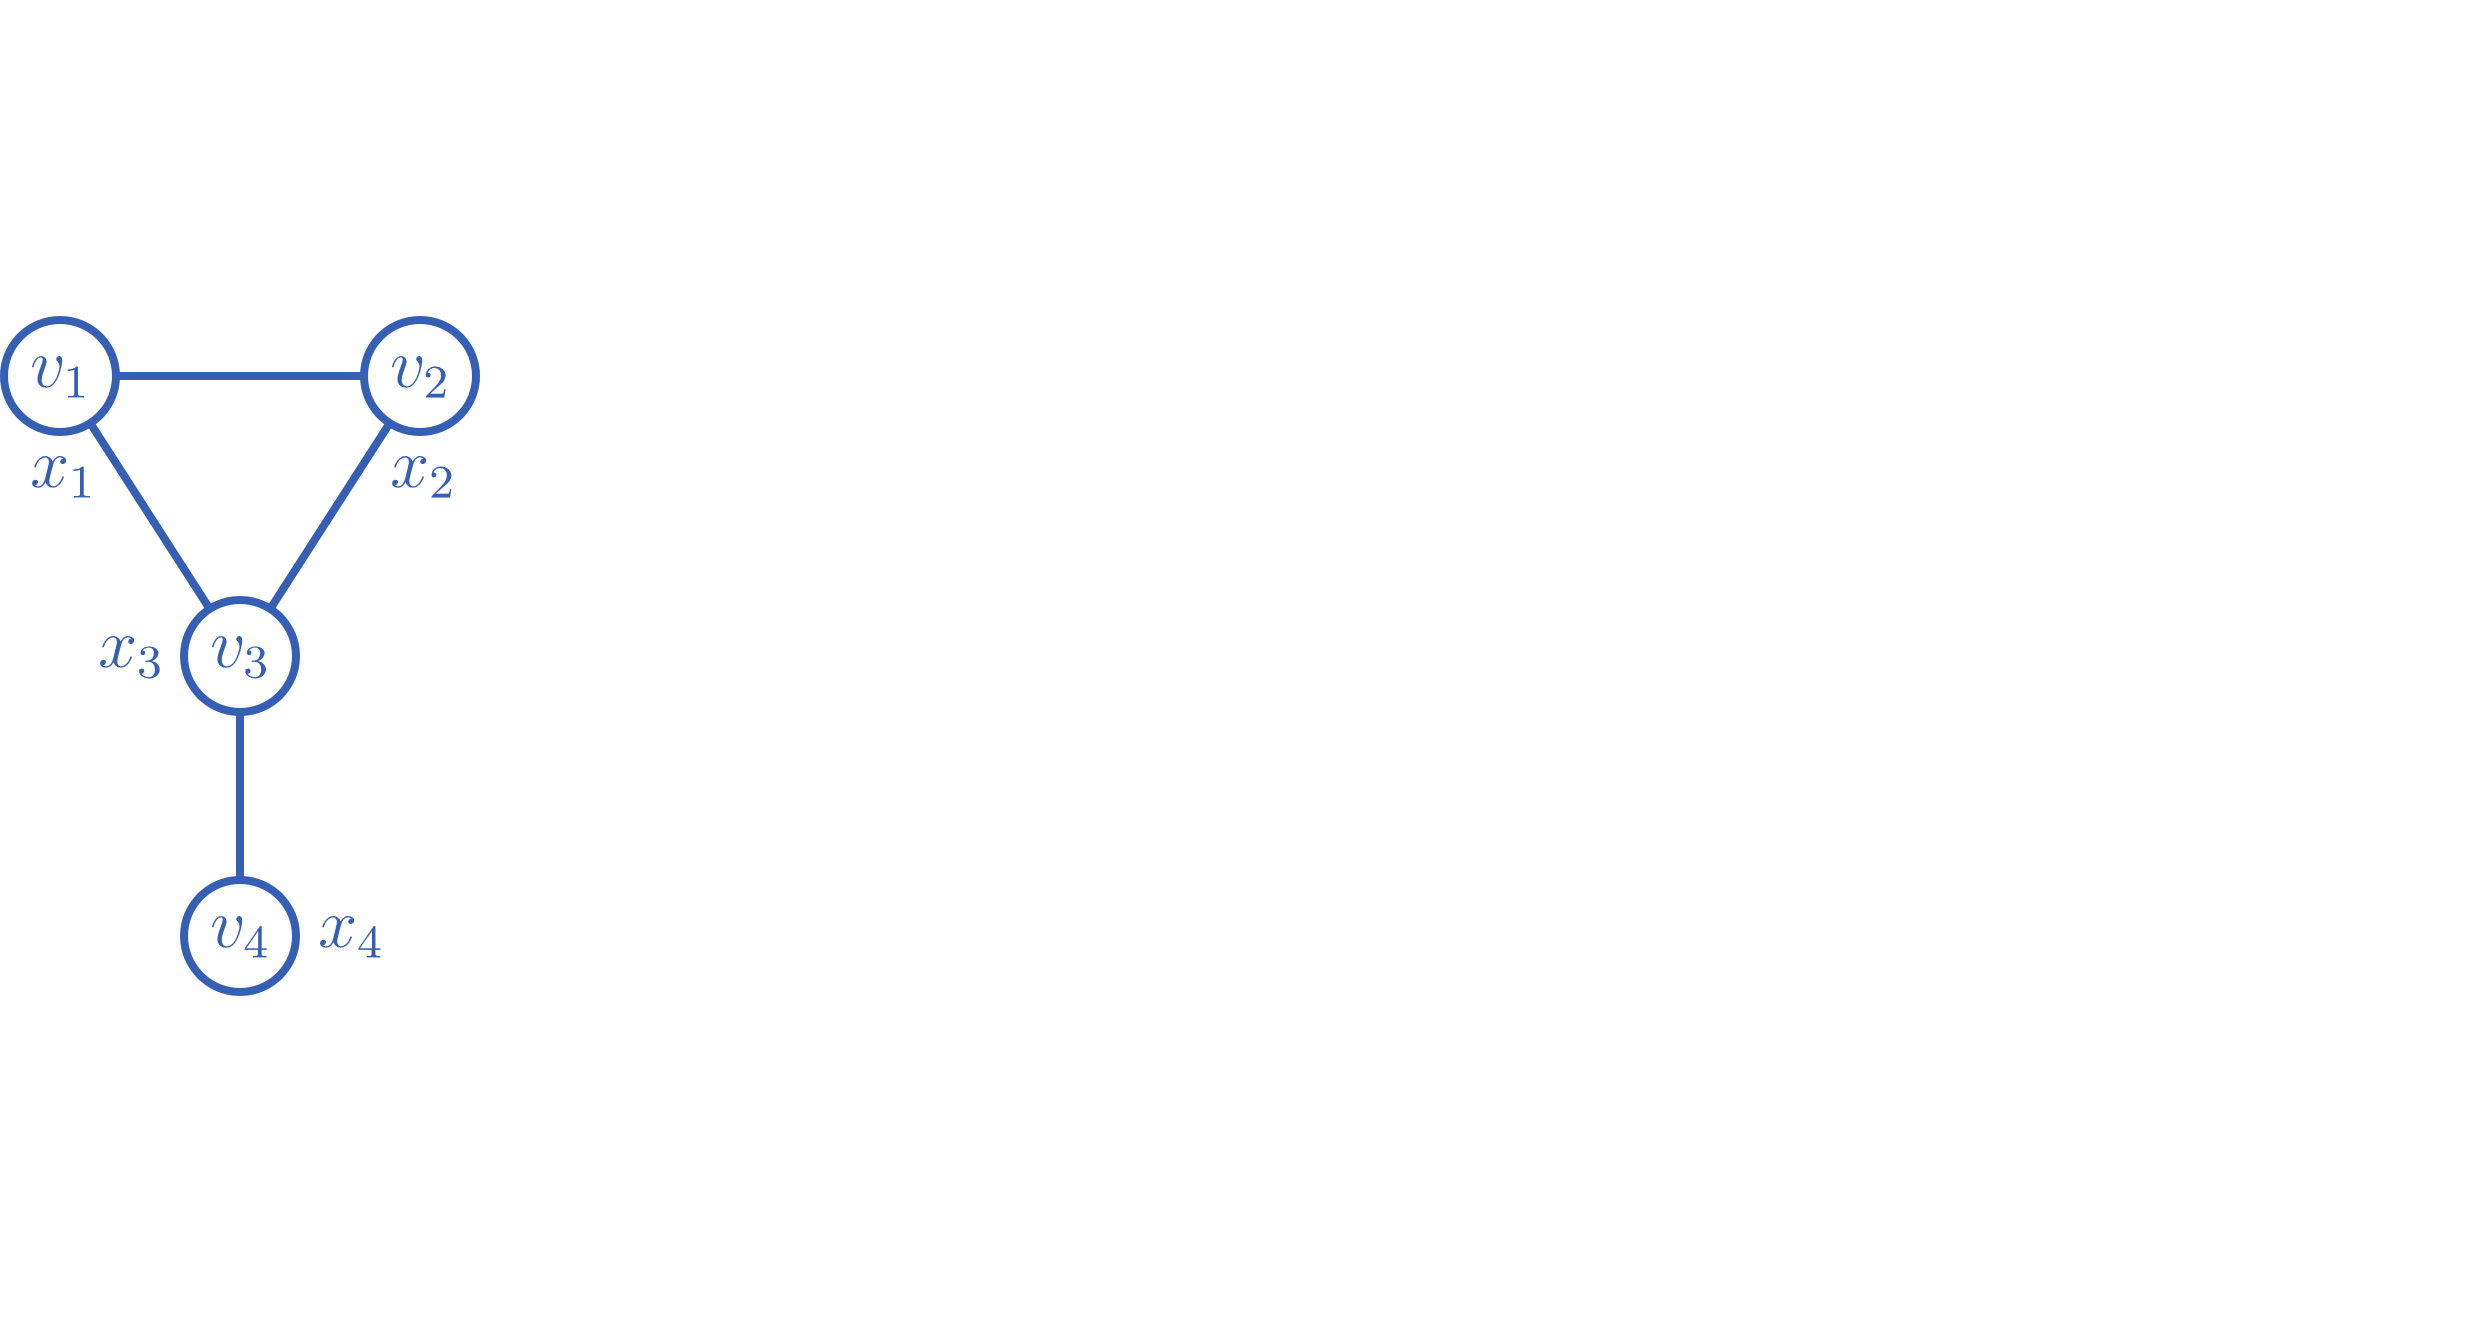 v₁ v₂
x₁ x₂
x₃ v₃
v₄ x₄